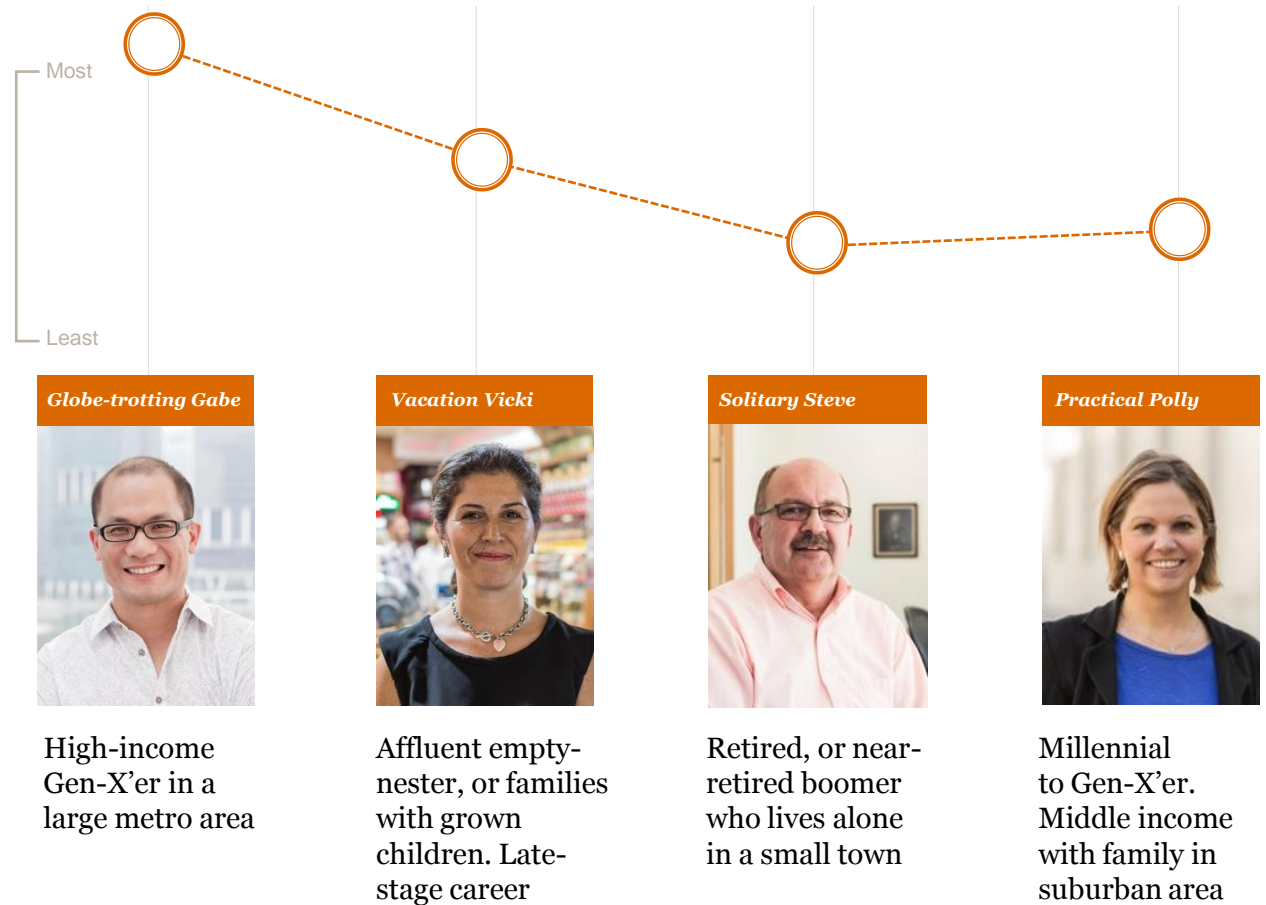 Most
Least
Globe-trotting Gabe
Vacation Vicki
Solitary Steve
Practical Polly
High-income
Gen-X’er in a
large metro area
Affluent empty-
nester, or families
with grown
children. Late-
stage career
Retired, or near-
retired boomer
who lives alone
in a small town
Millennial
to Gen-X’er.
Middle income
with family in
suburban area